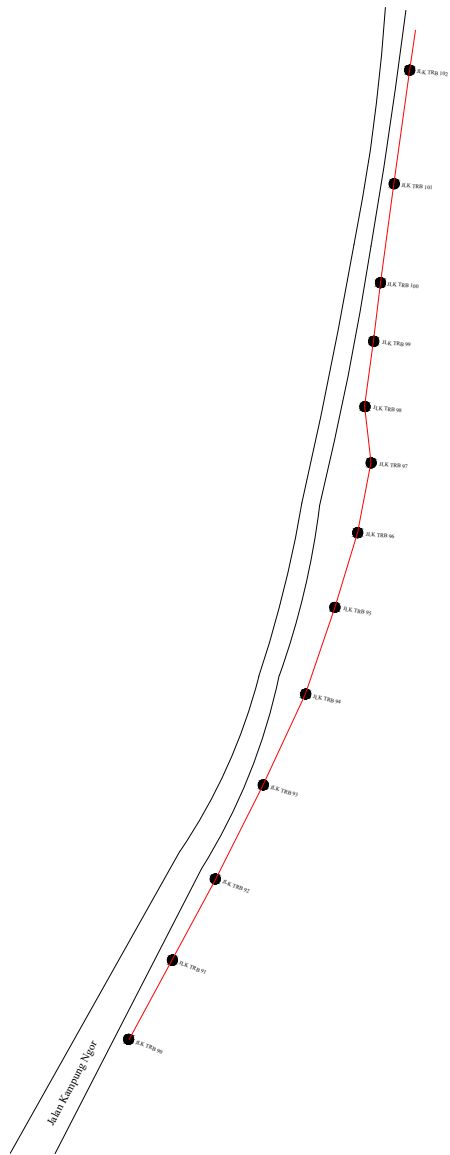 JLK TRB 102
JLK TRB 101
JLK TRB 100
JLK TRB 99
JLK TRB 98
JLK TRB 97
JLK TRB 96
JLK TRB 95
JLK TRB 94
JLK TRB 93
JLK TRB 92
JLK TRB 91
JLK TRB 90
Jalan Kampung Ngor